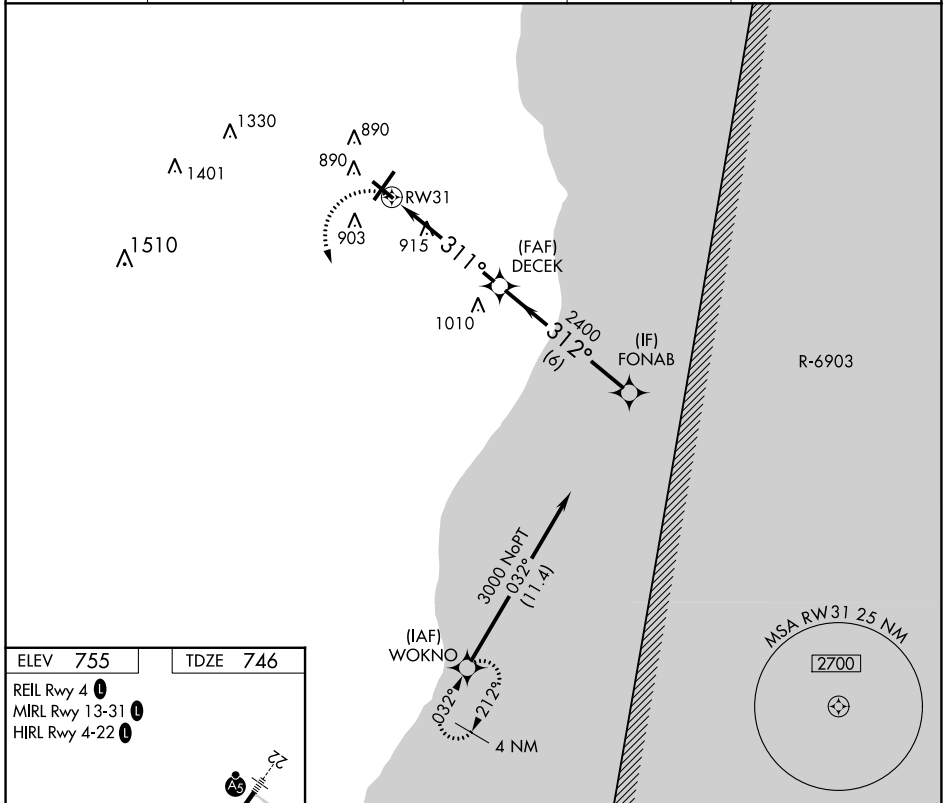 1330
890
1401
890
RW31
903
915
1510
311°
(FAF)
DECEK
1010
2400
312°
(6)
(IF)
FONAB
R-6903
3000 NoPT
032°
(11.4)
(IAF)
WOKNO
032°
212°
4 NM
MSA RW31 25 NM
2700
ELEV 755
TDZE 746
REIL Rwy 4 L
MIRL Rwy 13-31 L
HIRL Rwy 4-22 L
22
A5